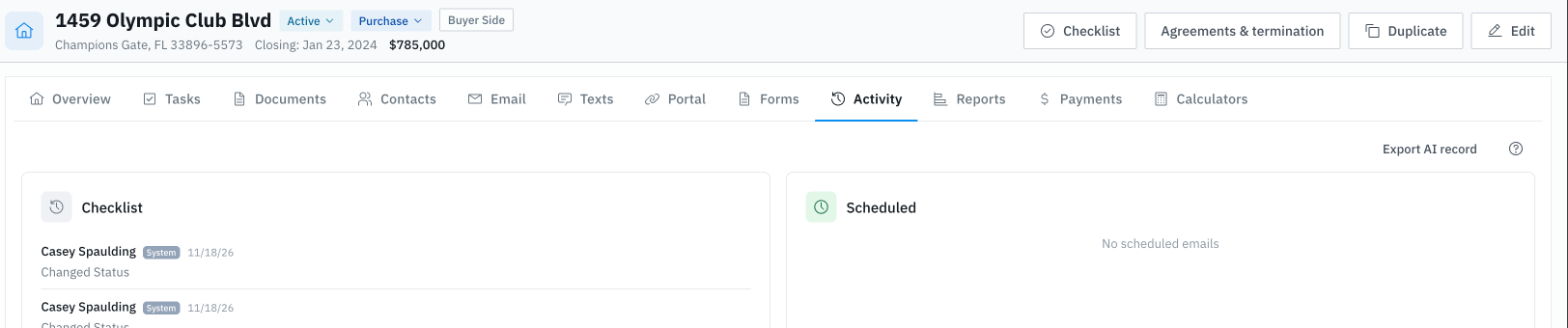 1459 Olympic Club Blvd Active Purchase Buyer Side
Champions Gate, FL 33896-5573 Closing: Jan 23, 2024 $785,000
Checklist Agreements & termination Duplicate Edit
Overview Tasks Documents Contacts Email Texts Portal Forms Activity Reports Payments Calculators
Export AI record
Checklist
Casey Spaulding System 11/18/26
Changed Status
Casey Spaulding System 11/18/26
Changed Status
Scheduled
No scheduled emails